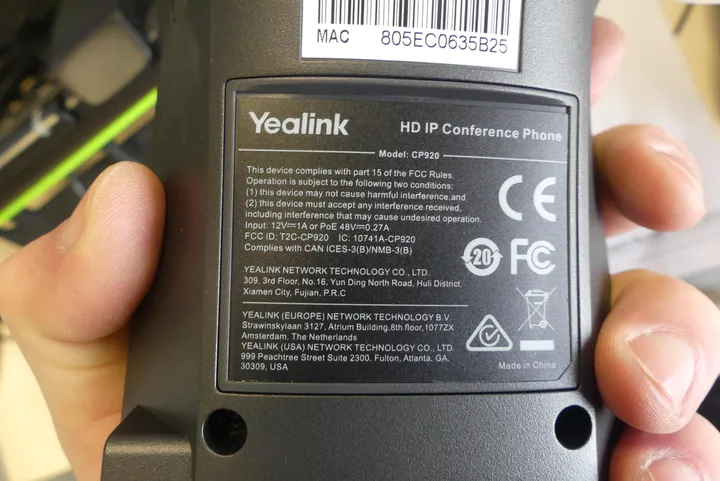 MAC 805EC0635B25
Yealink HD IP Conference Phone
Model: CP920
This device complies with part 15 of the FCC Rules.
Operation is subject to the following two conditions:
(1) this device may not cause harmful interference,and
(2) this device must accept any interference received,
including interference that may cause undesired operation.
Input: 12V⎓1A or PoE 48V⎓0.27A
FCC ID: T2C-CP920 IC: 10741A-CP920
Complies with CAN ICES-3(B)/NMB-3(B)
CE
20
FC
YEALINK NETWORK TECHNOLOGY CO., LTD.
309, 3rd Floor, No.16, Yun Ding North Road, Huli District,
Xiamen City, Fujian, P.R.C
YEALINK (EUROPE) NETWORK TECHNOLOGY B.V.
Strawinskylaan 3127, Atrium Building,8th floor,1077ZX
Amsterdam, The Netherlands
YEALINK (USA) NETWORK TECHNOLOGY CO., LTD.
999 Peachtree Street Suite 2300, Fulton, Atlanta, GA,
30309, USA
Made in China